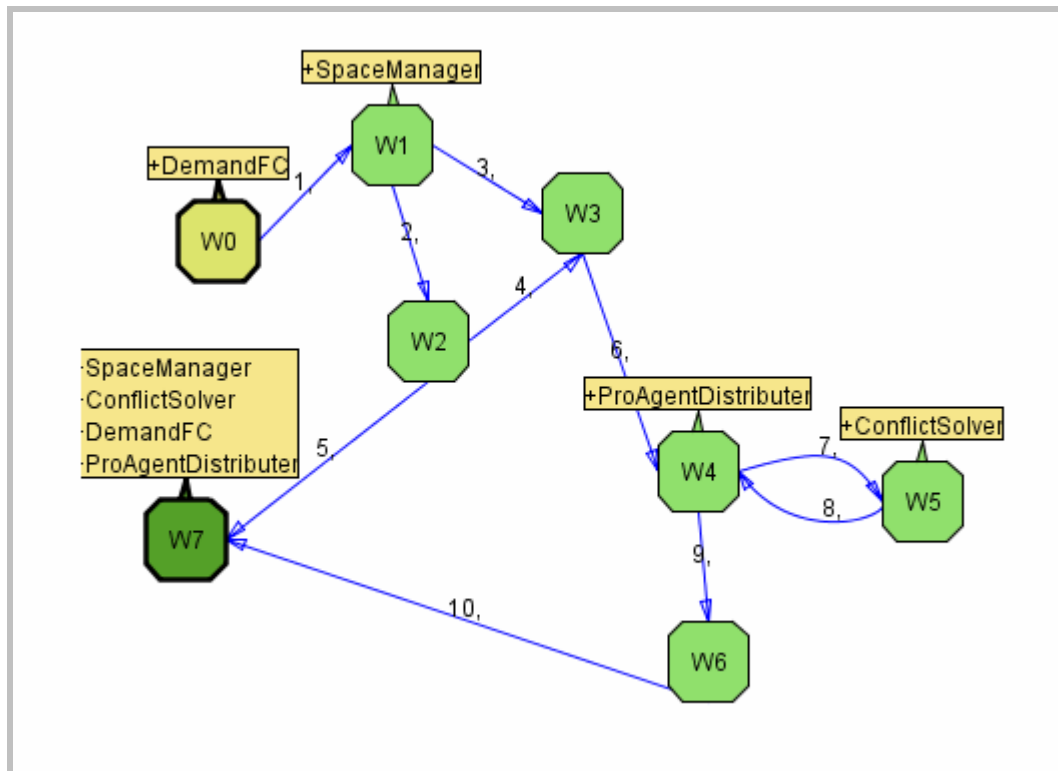 +SpaceManager
W1
+DemandFC
1,
3,
W3
W0
2,
4,
W2
6,
-SpaceManager
-ConflictSolver
-DemandFC
-ProAgentDistributer
+ProAgentDistributer
+ConflictSolver
5,
7,
W4
W5
8,
W7
9,
10,
W6